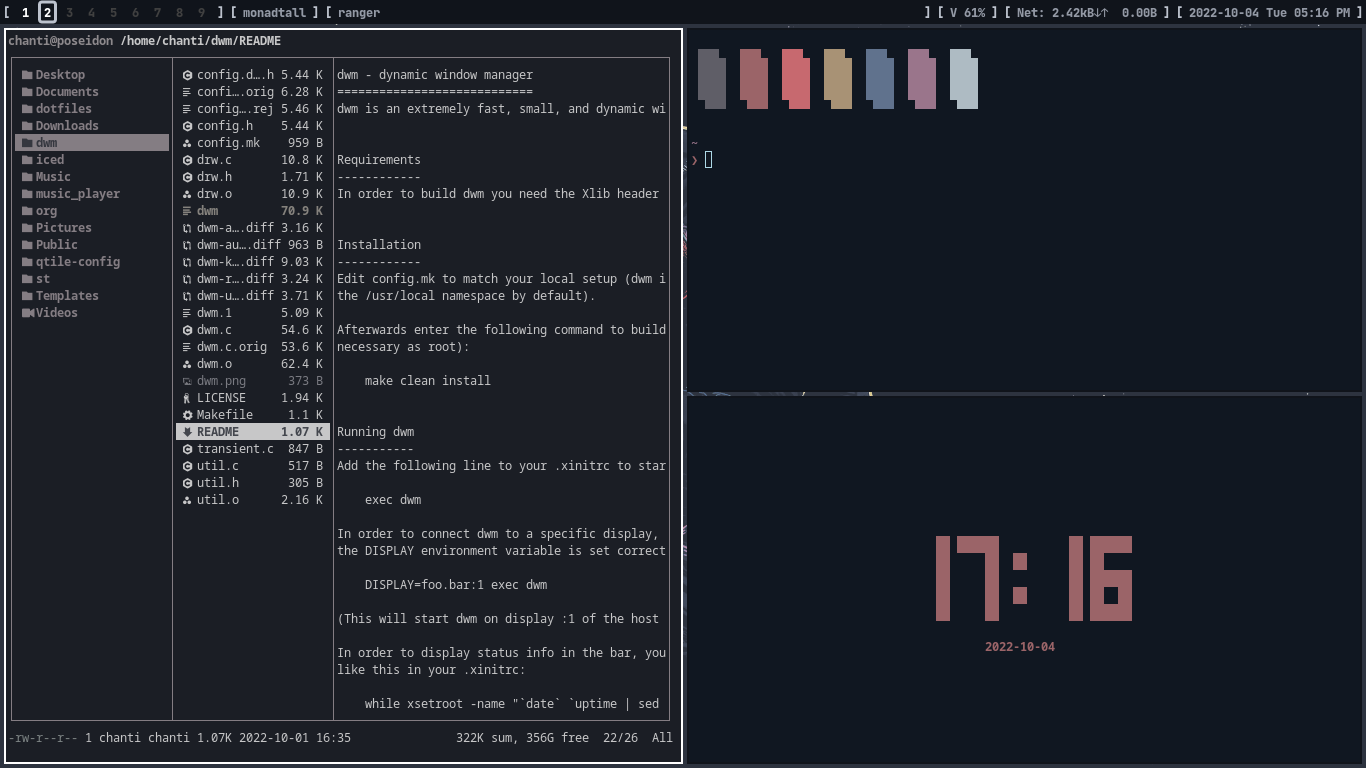 [ 1 2 3 4 5 6 7 8 9 ] [ monadtall ] [ ranger
] [ V 61% ] [ Net: 2.42kB↓↑ 0.00B ] [ 2022-10-04 Tue 05:16 PM ]
chanti@poseidon /home/chanti/dwm/README
Desktop
Documents
dotfiles
Downloads
dwm
iced
Music
music_player
org
Pictures
Public
qtile-config
st
Templates
Videos
config.d….h 5.44 K
confi….orig 6.28 K
config….rej 5.46 K
config.h 5.44 K
config.mk 959 B
drw.c 10.8 K
drw.h 1.71 K
drw.o 10.9 K
dwm 70.9 K
dwm-a….diff 3.16 K
dwm-au….diff 963 B
dwm-k….diff 9.03 K
dwm-r….diff 3.24 K
dwm-u….diff 3.71 K
dwm.1 5.09 K
dwm.c 54.6 K
dwm.c.orig 53.6 K
dwm.o 62.4 K
dwm.png 373 B
LICENSE 1.94 K
Makefile 1.1 K
README 1.07 K
transient.c 847 B
util.c 517 B
util.h 305 B
util.o 2.16 K
dwm - dynamic window manager
============================
dwm is an extremely fast, small, and dynamic wi
Requirements
------------
In order to build dwm you need the Xlib header
Installation
------------
Edit config.mk to match your local setup (dwm i
the /usr/local namespace by default).
Afterwards enter the following command to build
necessary as root):
make clean install
Running dwm
-----------
Add the following line to your .xinitrc to star
exec dwm
In order to connect dwm to a specific display,
the DISPLAY environment variable is set correct
DISPLAY=foo.bar:1 exec dwm
(This will start dwm on display :1 of the host
In order to display status info in the bar, you
like this in your .xinitrc:
while xsetroot -name "`date` `uptime | sed
-rw-r--r-- 1 chanti chanti 1.07K 2022-10-01 16:35 322K sum, 356G free 22/26 All
~
❯
17:16
2022-10-04